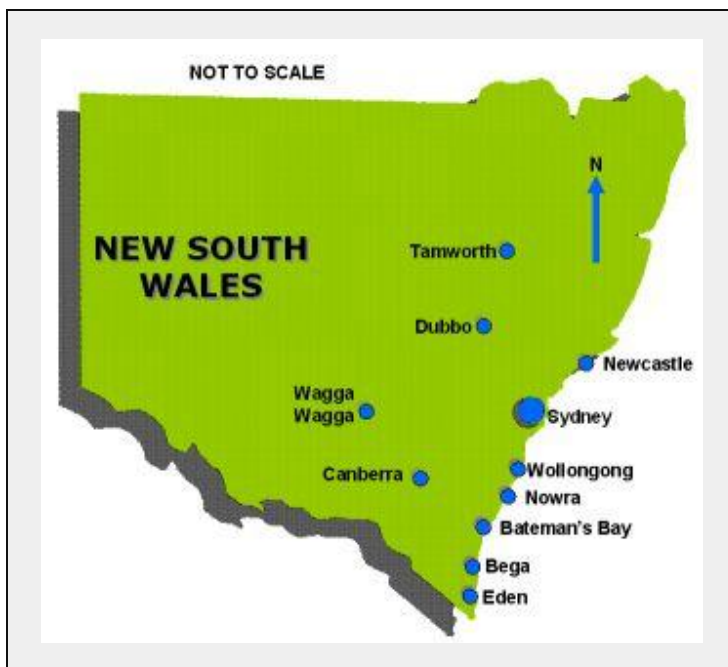 NOT TO SCALE
N
NEW SOUTH
WALES
Tamworth
Dubbo
Newcastle
Wagga
Wagga
Sydney
Canberra
Wollongong
Nowra
Bateman's Bay
Bega
Eden